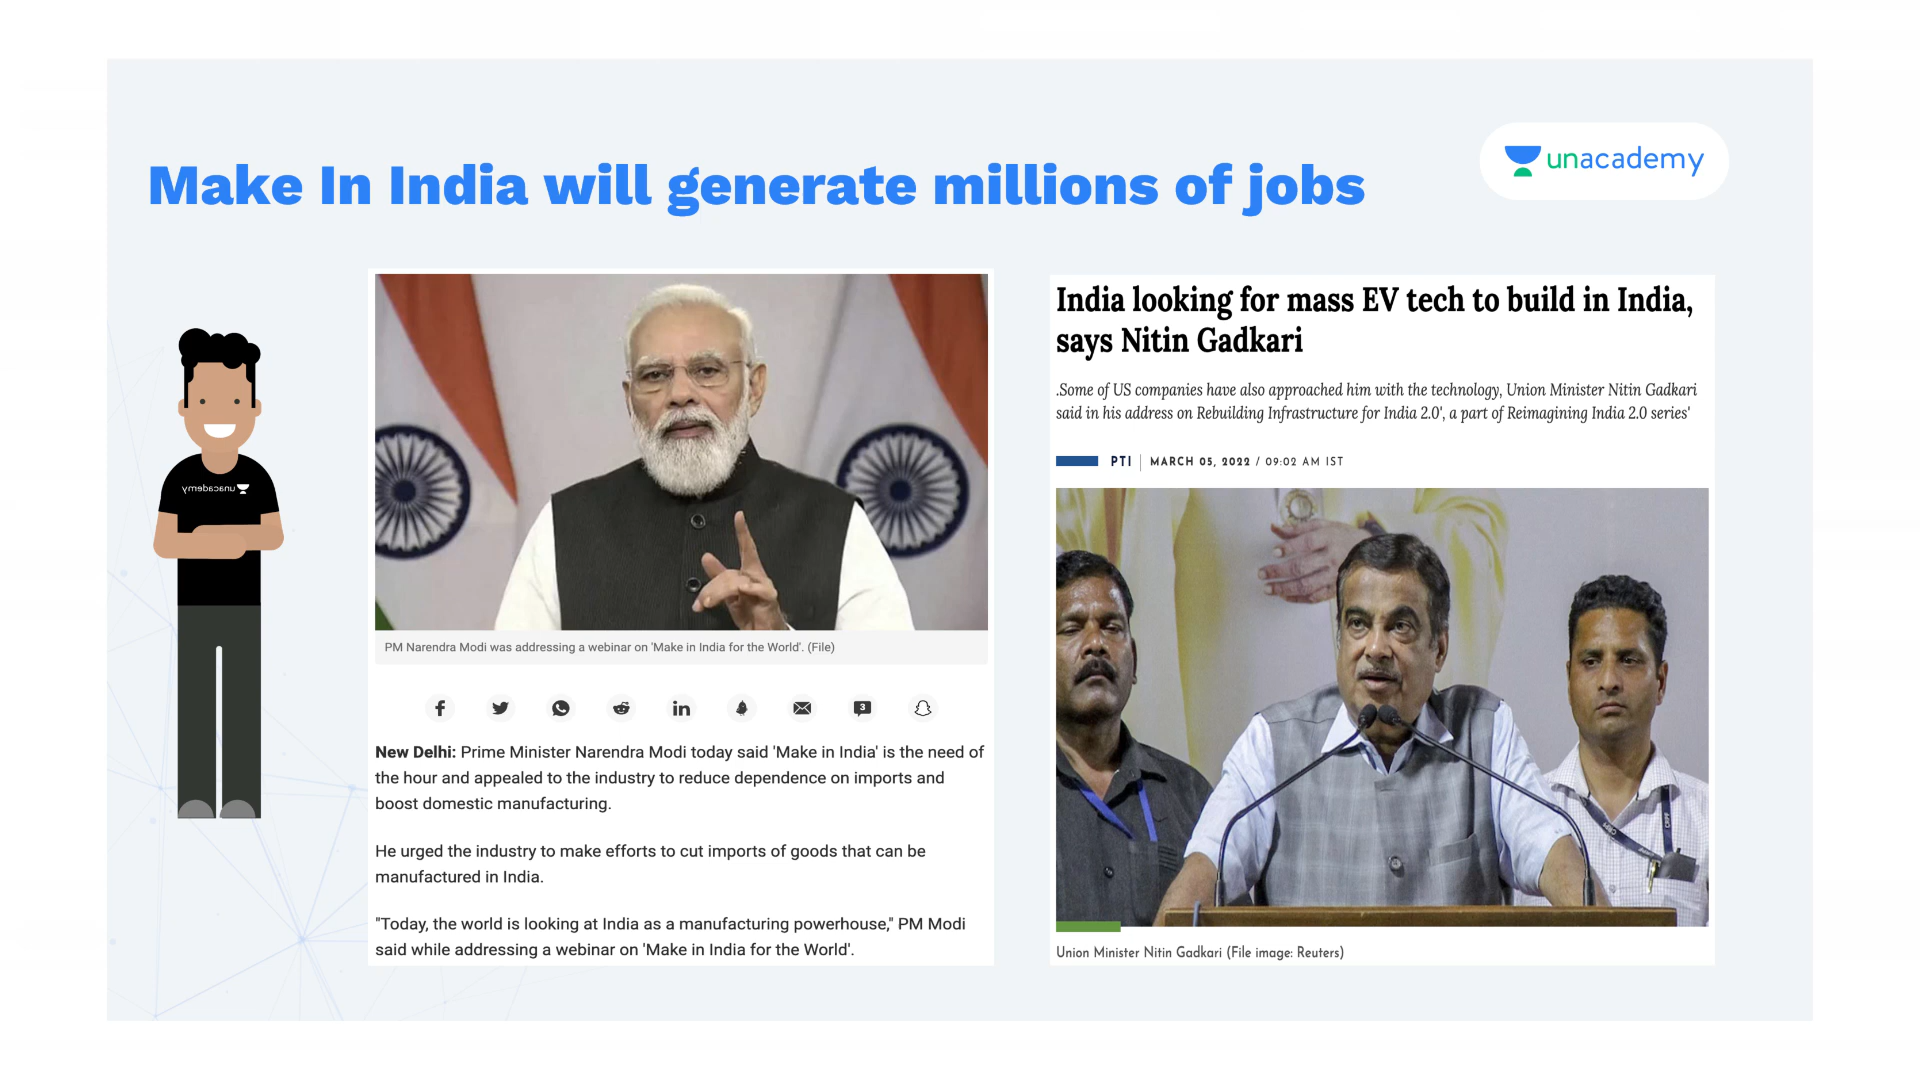 Make In India will generate millions of jobs
unacademy
unacademy
PM Narendra Modi was addressing a webinar on 'Make in India for the World'. (File)
3
New Delhi: Prime Minister Narendra Modi today said 'Make in India' is the need of
the hour and appealed to the industry to reduce dependence on imports and
boost domestic manufacturing.
He urged the industry to make efforts to cut imports of goods that can be
manufactured in India.
"Today, the world is looking at India as a manufacturing powerhouse," PM Modi
said while addressing a webinar on 'Make in India for the World'.
India looking for mass EV tech to build in India,
says Nitin Gadkari
.Some of US companies have also approached him with the technology, Union Minister Nitin Gadkari
said in his address on Rebuilding Infrastructure for India 2.0', a part of Reimagining India 2.0 series'
PTI | MARCH 05, 2022 / 09:02 AM IST
Union Minister Nitin Gadkari (File image: Reuters)